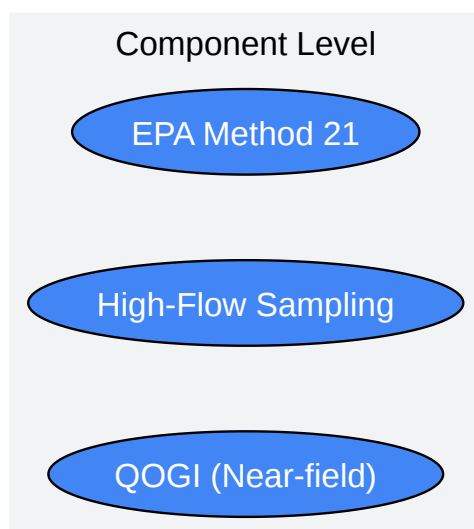 Component Level
EPA Method 21
High-Flow Sampling
QOGI (Near-field)